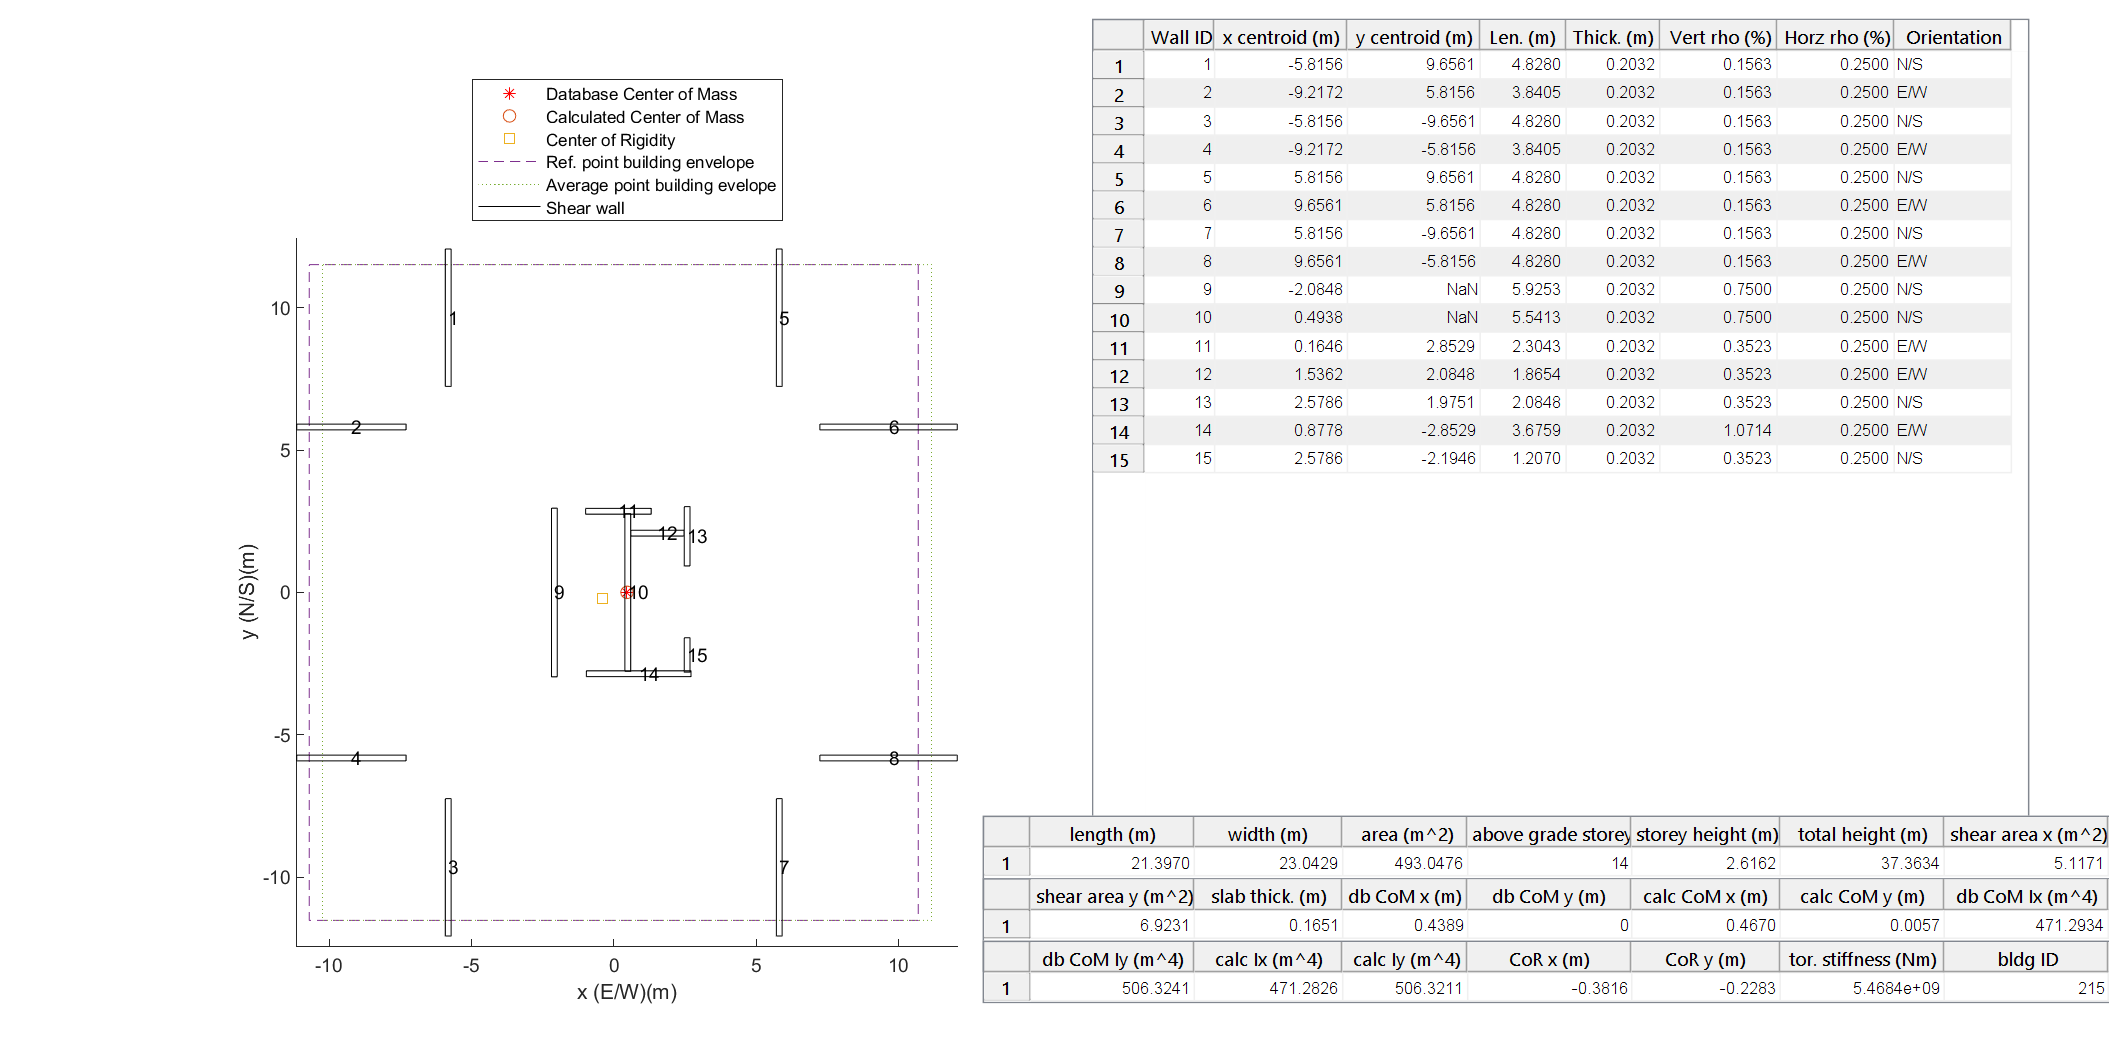 Database Center of Mass
Calculated Center of Mass
Center of Rigidity
Ref. point building envelope
Average point building evelope
Shear wall
y (N/S)(m)
10
5
0
-5
-10
1
5
2
6
11
12
13
9
10
15
14
4
8
3
7
-10
-5
0
5
10
x (E/W)(m)
Wall ID x centroid (m) y centroid (m) Len. (m) Thick. (m) Vert rho (%) Horz rho (%) Orientation
1 1 -5.8156 9.6561 4.8280 0.2032 0.1563 0.2500 N/S
2 2 -9.2172 5.8156 3.8405 0.2032 0.1563 0.2500 E/W
3 3 -5.8156 -9.6561 4.8280 0.2032 0.1563 0.2500 N/S
4 4 -9.2172 -5.8156 3.8405 0.2032 0.1563 0.2500 E/W
5 5 5.8156 9.6561 4.8280 0.2032 0.1563 0.2500 N/S
6 6 9.6561 5.8156 4.8280 0.2032 0.1563 0.2500 E/W
7 7 5.8156 -9.6561 4.8280 0.2032 0.1563 0.2500 N/S
8 8 9.6561 -5.8156 4.8280 0.2032 0.1563 0.2500 E/W
9 9 -2.0848 NaN 5.9253 0.2032 0.7500 0.2500 N/S
10 10 0.4938 NaN 5.5413 0.2032 0.7500 0.2500 N/S
11 11 0.1646 2.8529 2.3043 0.2032 0.3523 0.2500 E/W
12 12 1.5362 2.0848 1.8654 0.2032 0.3523 0.2500 E/W
13 13 2.5786 1.9751 2.0848 0.2032 0.3523 0.2500 N/S
14 14 0.8778 -2.8529 3.6759 0.2032 1.0714 0.2500 E/W
15 15 2.5786 -2.1946 1.2070 0.2032 0.3523 0.2500 N/S
length (m) width (m) area (m^2) above grade storey storey height (m) total height (m) shear area x (m^2)
1 21.3970 23.0429 493.0476 14 2.6162 37.3634 5.1171
shear area y (m^2) slab thick. (m) db CoM x (m) db CoM y (m) calc CoM x (m) calc CoM y (m) db CoM Ix (m^4)
1 6.9231 0.1651 0.4389 0 0.4670 0.0057 471.2934
db CoM Iy (m^4) calc Ix (m^4) calc Iy (m^4) CoR x (m) CoR y (m) tor. stiffness (Nm) bldg ID
1 506.3241 471.2826 506.3211 -0.3816 -0.2283 5.4684e+09 215